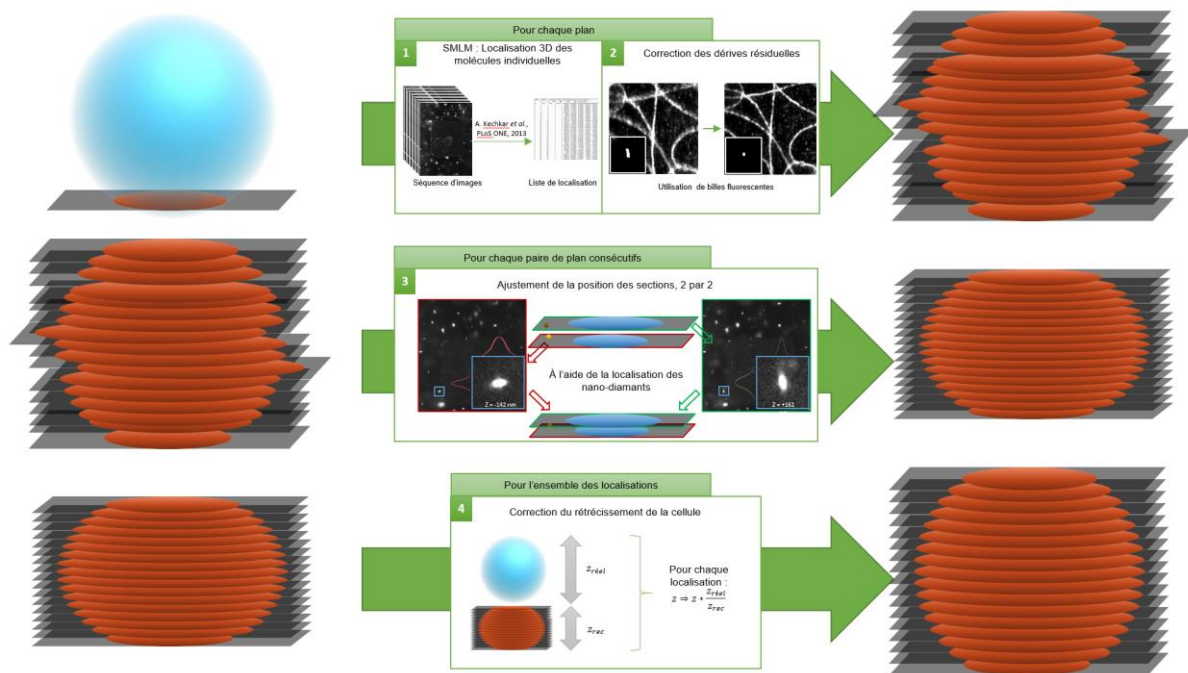 Pour chaque plan
1
SMLM : Localisation 3D des
molécules individuelles
A. Kechkar et al.,
PLoS ONE, 2013
Séquence d'images
Liste de localisation
2
Correction des dérives résiduelles
Utilisation de billes fluorescentes
Pour chaque paire de plan consécutifs
3
Ajustement de la position des sections, 2 par 2
À l'aide de la localisation des
nano-diamants
Z = -142 nm
Z = +161
Pour l'ensemble des localisations
4
Correction du rétrécissement de la cellule
z_réel
z_rec
Pour chaque
localisation :
z ⇒ z * z_réel / z_rec